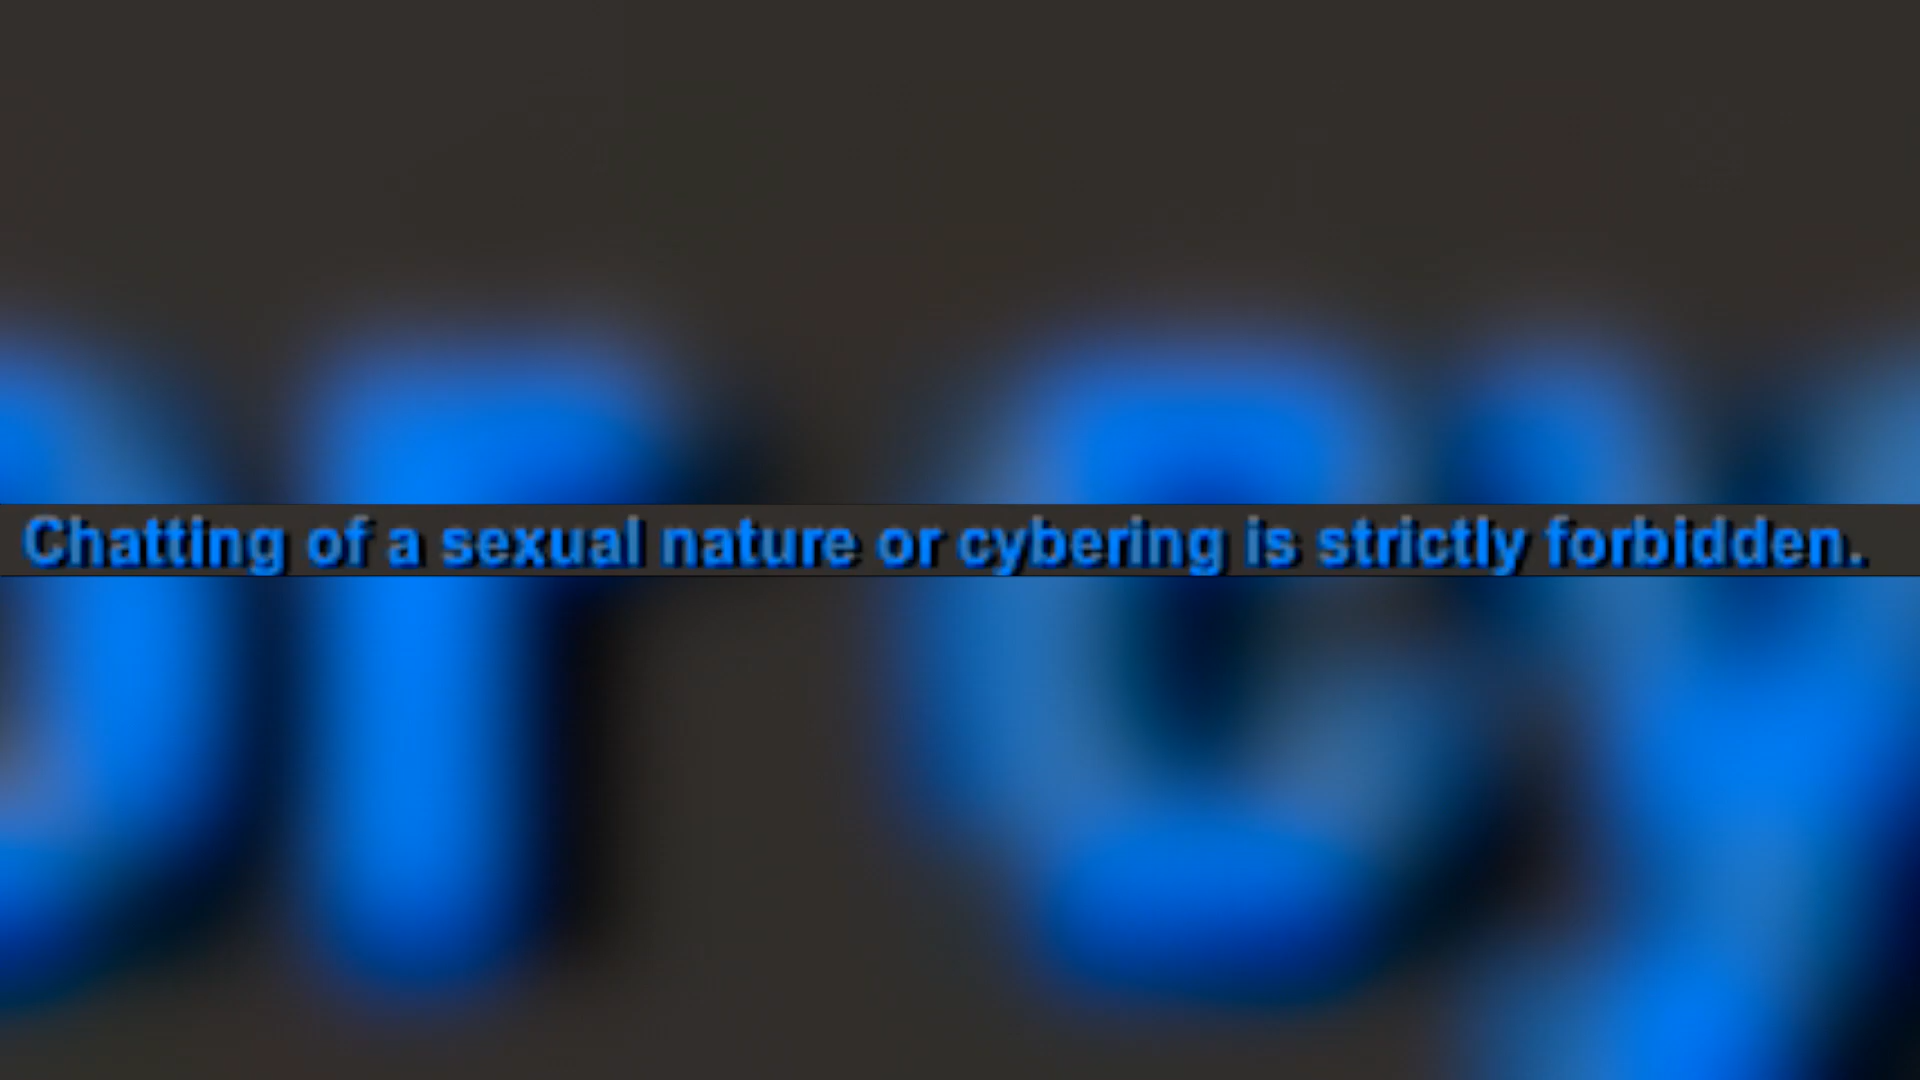 Chatting of a sexual nature or cybering is strictly forbidden.